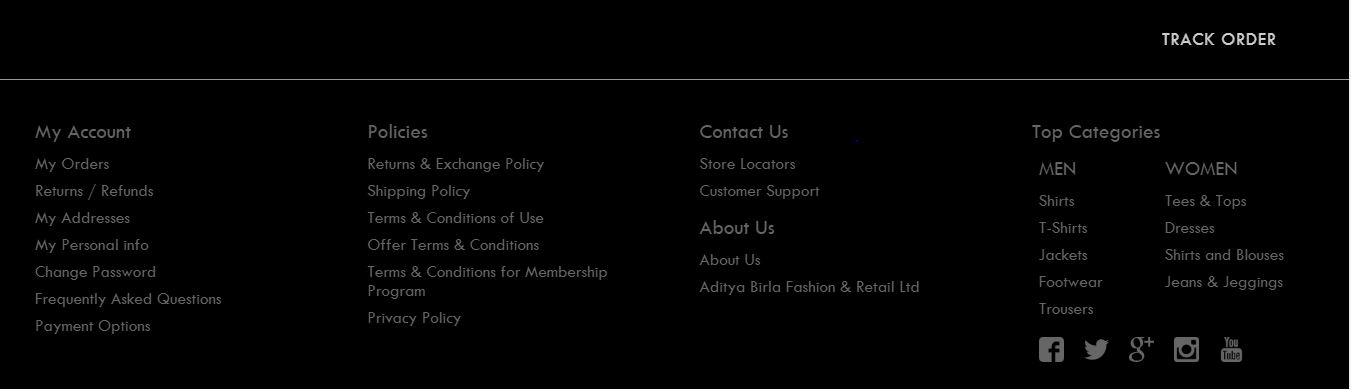 TRACK ORDER
My Account
My Orders
Returns / Refunds
My Addresses
My Personal info
Change Password
Frequently Asked Questions
Payment Options
Policies
Returns & Exchange Policy
Shipping Policy
Terms & Conditions of Use
Offer Terms & Conditions
Terms & Conditions for Membership
Program
Privacy Policy
Contact Us
Store Locators
Customer Support
About Us
About Us
Aditya Birla Fashion & Retail Ltd
Top Categories
MEN
Shirts
T-Shirts
Jackets
Footwear
Trousers
WOMEN
Tees & Tops
Dresses
Shirts and Blouses
Jeans & Jeggings
f
g+
You
Tube